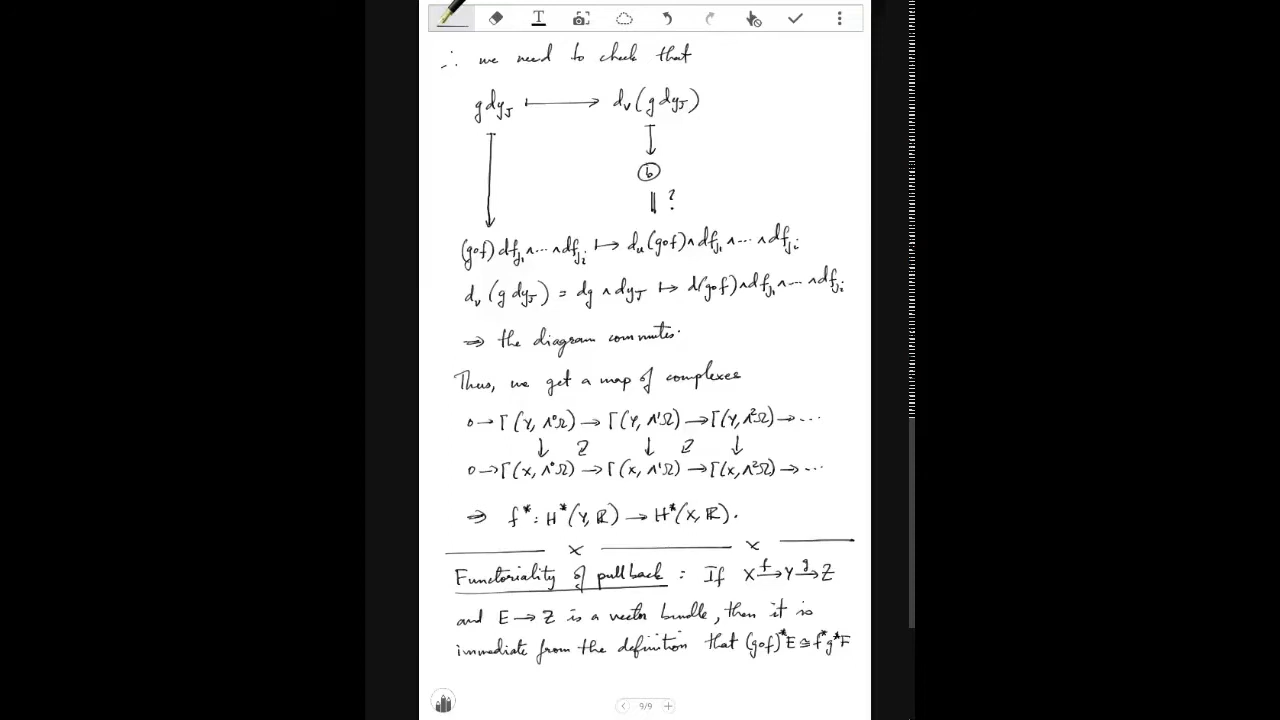 ∴ we need to check that
g dy_J ⟼ d_V(g dy_J)
b
?
(g∘f) df_{j_1} ∧ ⋯ ∧ df_{j_i} ↦ d_U(g∘f) ∧ df_{j_1} ∧ ⋯ ∧ df_{j_i}
d_V(g dy_J) = dg ∧ dy_J ↦ d(g∘f) ∧ df_{j_1} ∧ ⋯ ∧ df_{j_i}
⇒ the diagram commutes.
Thus, we get a map of complexes
0 → Γ(Y, Λ⁰Ω) → Γ(Y, Λ¹Ω) → Γ(Y, Λ²Ω) → ⋯
↓ ↓ ↓
0 → Γ(X, Λ⁰Ω) → Γ(X, Λ¹Ω) → Γ(X, Λ²Ω) → ⋯
⇒ f* : H*(Y, ℝ) → H*(X, ℝ).
Functoriality of pullback : If X →^f Y →^g Z
and E → Z is a vector bundle, then it is
immediate from the definition that (g∘f)*E ≅ f*g*F
9/9